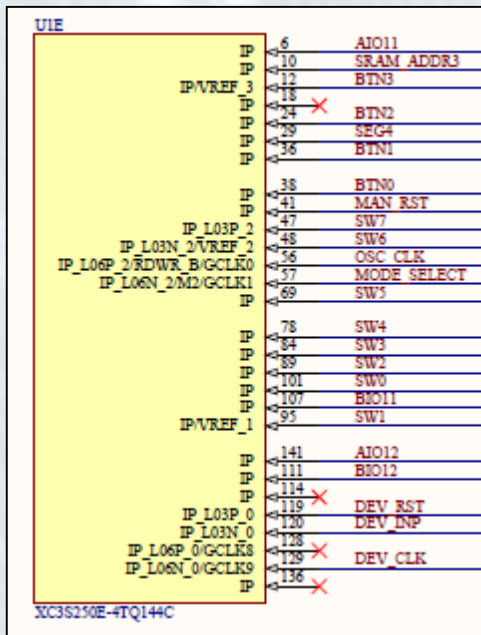 U1E
IP 6 AIO11
IP 10 SRAM_ADDR3
IP/VREF_3 12 BTN3
IP 18
IP 24 BTN2
IP 29 SEG4
IP 36 BTN1
IP 38 BTN0
IP 41 MAN_RST
IP_L03P_2 47 SW7
IP_L03N_2/VREF_2 48 SW6
IP_L06P_2/RDWR_B/GCLK0 56 OSC_CLK
IP_L06N_2/M2/GCLK1 57 MODE_SELECT
IP 69 SW5
IP 78 SW4
IP 84 SW3
IP 89 SW2
IP 101 SW0
IP 107 BIO11
IP/VREF_1 95 SW1
IP 141 AIO12
IP 111 BIO12
IP 114
IP_L03P_0 119 DEV_RST
IP_L03N_0 120 DEV_INP
IP_L06P_0/GCLK8 128
IP_L06N_0/GCLK9 129 DEV_CLK
IP 136
XC3S250E-4TQ144C